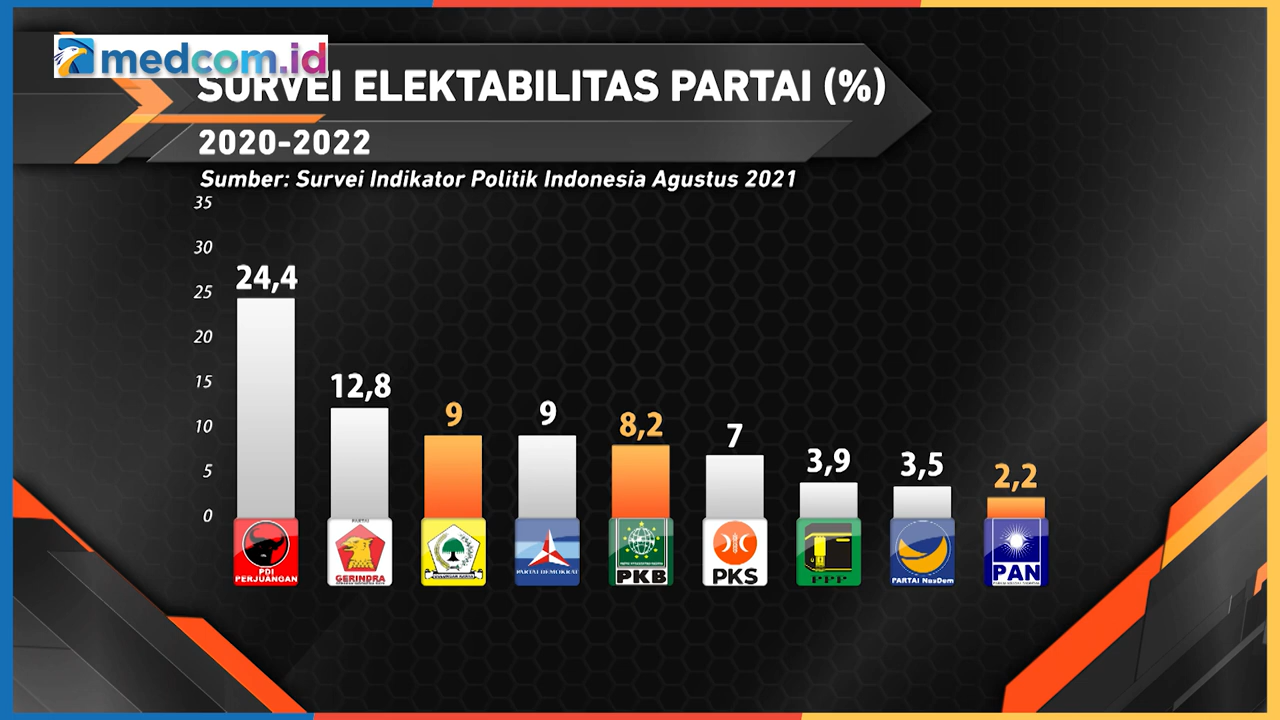 medcom.id
SURVEI ELEKTABILITAS PARTAI (%)
2020-2022
Sumber: Survei Indikator Politik Indonesia Agustus 2021
35
30
25
20
15
10
5
0
24,4
12,8
9
9
8,2
7
3,9
3,5
2,2
PDI
PERJUANGAN
PARTAI
GERINDRA
PARTAI DEMOKRAT
PKB
PKS
PPP
PARTAI NasDem
PAN